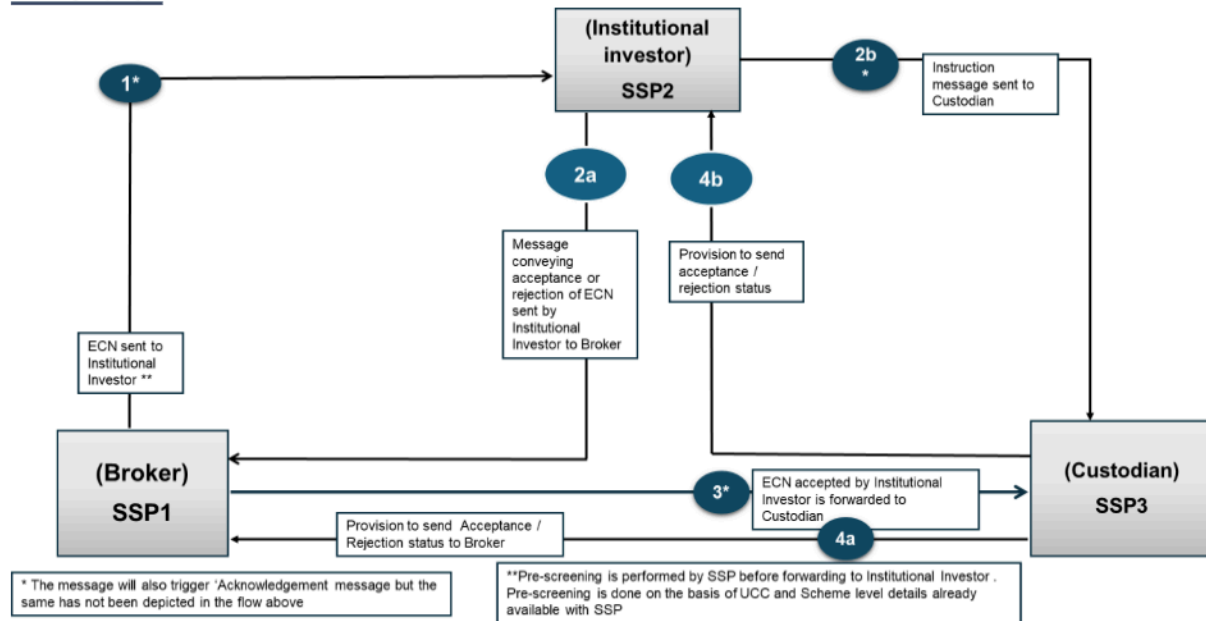 (Institutional
investor)
SSP2
1*
2b
*
Instruction
message sent to
Custodian
2a
4b
Message
conveying
acceptance or
rejection of ECN
sent by
Institutional
Investor to Broker
Provision to send
acceptance /
rejection status
ECN sent to
Institutional
Investor **
(Broker)
SSP1
3*
ECN accepted by Institutional
Investor is forwarded to
Custodian
(Custodian)
SSP3
Provision to send Acceptance /
Rejection status to Broker
4a
* The message will also trigger ‘Acknowledgement message but the
same has not been depicted in the flow above
**Pre-screening is performed by SSP before forwarding to Institutional Investor .
Pre-screening is done on the basis of UCC and Scheme level details already
available with SSP